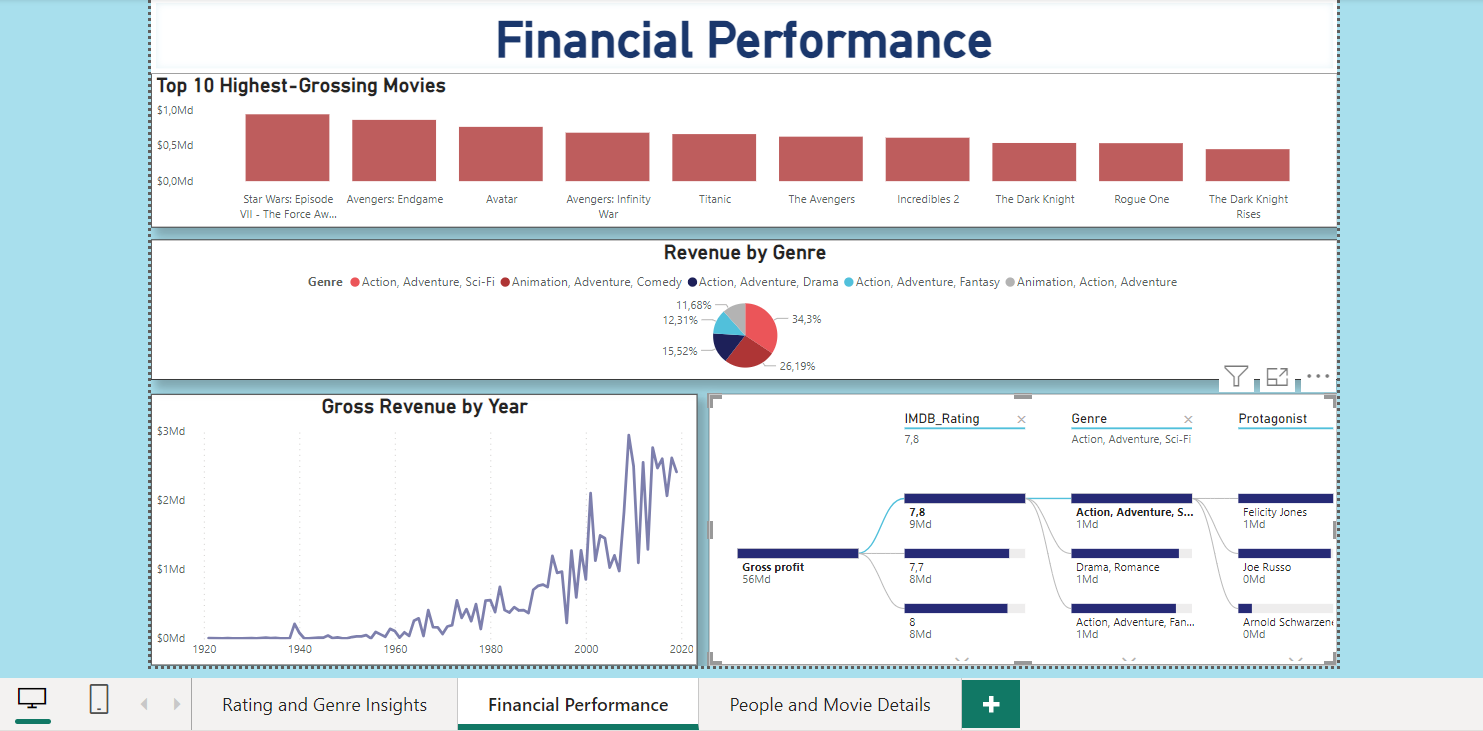 Financial Performance
Top 10 Highest-Grossing Movies
$1,0Md
$0,5Md
$0,0Md
Star Wars: Episode
VII - The Force Aw...
Avengers: Endgame
Avatar
Avengers: Infinity
War
Titanic
The Avengers
Incredibles 2
The Dark Knight
Rogue One
The Dark Knight
Rises
Revenue by Genre
Genre Action, Adventure, Sci-Fi Animation, Adventure, Comedy Action, Adventure, Drama Action, Adventure, Fantasy Animation, Action, Adventure
11,68%
12,31%
34,3%
15,52%
26,19%
Gross Revenue by Year
$3Md
$2Md
$1Md
$0Md
1920 1940 1960 1980 2000 2020
IMDB_Rating
7,8
Genre
Action, Adventure, Sci-Fi
Protagonist
Gross profit
56Md
7,8
9Md
7,7
8Md
8
8Md
Action, Adventure, S...
1Md
Drama, Romance
1Md
Action, Adventure, Fan...
1Md
Felicity Jones
1Md
Joe Russo
0Md
Arnold Schwarzene
0Md
Rating and Genre Insights
Financial Performance
People and Movie Details